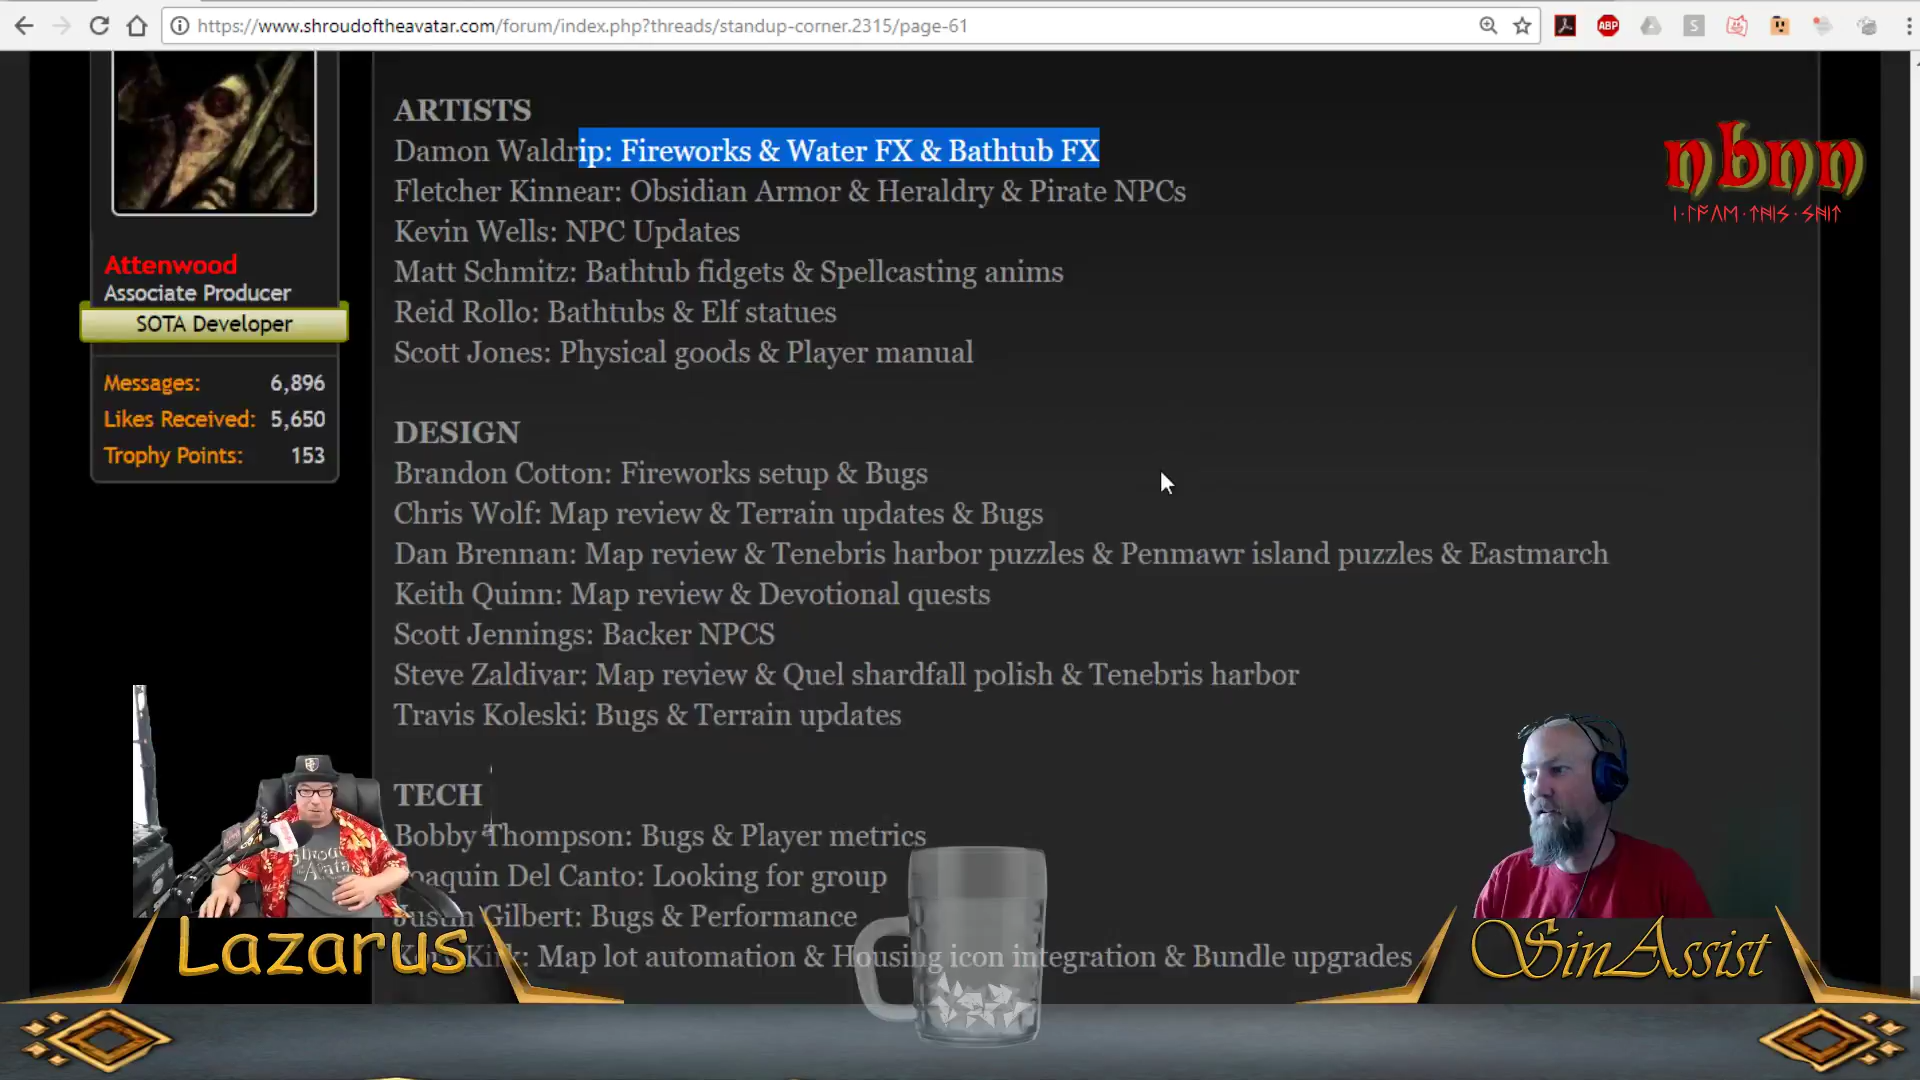 https://www.shroudoftheavatar.com/forum/index.php?threads/standup-corner.2315/page-61
ABP
S
ARTISTS
Damon Waldrip: Fireworks & Water FX & Bathtub FX
Fletcher Kinnear: Obsidian Armor & Heraldry & Pirate NPCs
Kevin Wells: NPC Updates
Matt Schmitz: Bathtub fidgets & Spellcasting anims
Reid Rollo: Bathtubs & Elf statues
Scott Jones: Physical goods & Player manual
nbnn
Attenwood
Associate Producer
SOTA Developer
Messages: 6,896
Likes Received: 5,650
Trophy Points: 153
DESIGN
Brandon Cotton: Fireworks setup & Bugs
Chris Wolf: Map review & Terrain updates & Bugs
Dan Brennan: Map review & Tenebris harbor puzzles & Penmawr island puzzles & Eastmarch
Keith Quinn: Map review & Devotional quests
Scott Jennings: Backer NPCS
Steve Zaldivar: Map review & Quel shardfall polish & Tenebris harbor
Travis Koleski: Bugs & Terrain updates
TECH
Bobby Thompson: Bugs & Player metrics
Joaquin Del Canto: Looking for group
Justin Gilbert: Bugs & Performance
Kirk: Map lot automation & Housing icon integration & Bundle upgrades
Lazarus
SinAssist